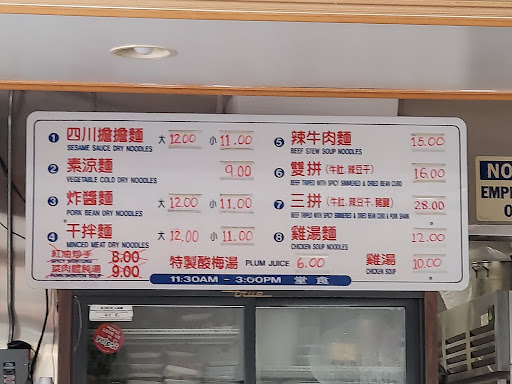 1 四川擔擔麵 大 12.00 小 11.00
SESAME SAUCE DRY NOODLES
2 素涼麵 9.00
VEGETABLE COLD DRY NOODLES
3 炸醬麵 大 12.00 小 11.00
PORK BEAN DRY NOODLES
4 干拌麵 大 12.00 小 11.00
MINCED MEAT DRY NOODLES
紅油炒手 8.00
SPICY WONTONS
菜肉餛飩湯 9.00
PORK WONTON SOUP
5 辣牛肉麵
BEEF STEW SOUP NOODLES
6 雙拼 (牛肚.辣豆干) 16.00
BEEF TRIPED WITH SPICY SIMMERED & DRIED BEAN CURD
7 三拼 (牛肚.辣豆干.豬腱) 28.00
BEEF TRIPED WITH SPICY SIMMERED & DRIED BEAN CURD & PORK SHANK
8 雞湯麵 12.00
CHICKEN SOUP NOODLES
特製酸梅湯 PLUM JUICE 6.00
雞湯 10.00
CHICKEN SOUP
11:30AM - 3:00PM 堂食
NO
EMP